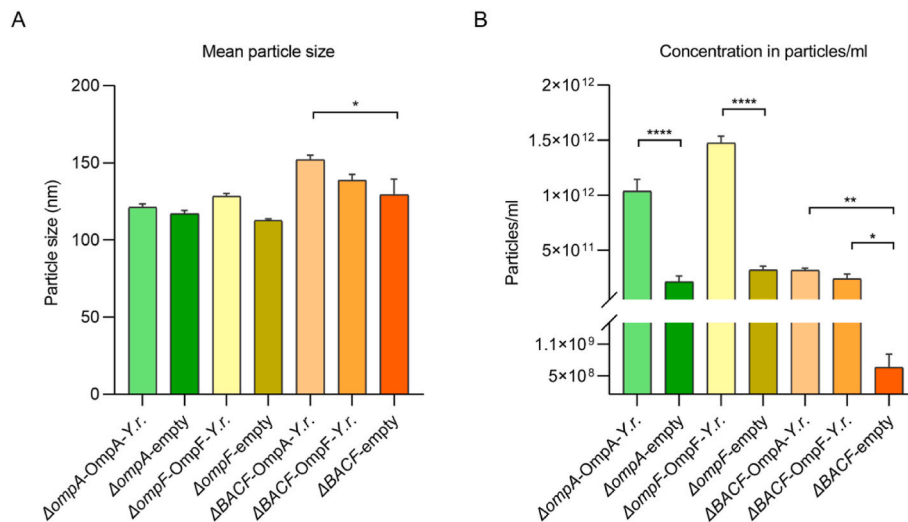 A
Mean particle size
Particle size (nm)
200
150
100
50
0
*
ΔompA-OmpA-Y.r.
ΔompA-empty
ΔompF-OmpF-Y.r.
ΔompF-empty
ΔBACF-OmpA-Y.r.
ΔBACF-OmpF-Y.r.
ΔBACF-empty
B
Concentration in particles/ml
Particles/ml
2×10¹²
1.5×10¹²
1×10¹²
5×10¹¹
1.1×10⁹
5×10⁸
****
****
**
*
ΔompA-OmpA-Y.r.
ΔompA-empty
ΔompF-OmpF-Y.r.
ΔompF-empty
ΔBACF-OmpA-Y.r.
ΔBACF-OmpF-Y.r.
ΔBACF-empty